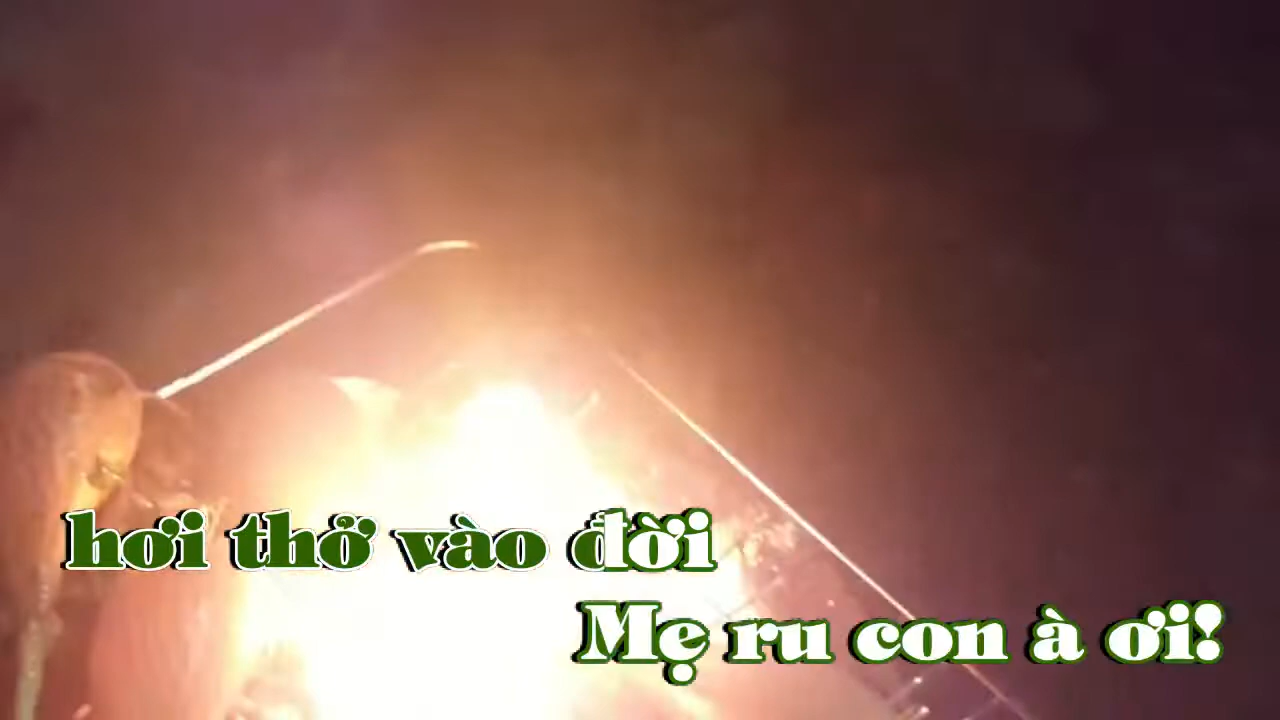 hơi thở vào đời
Mẹ ru con à ơi!